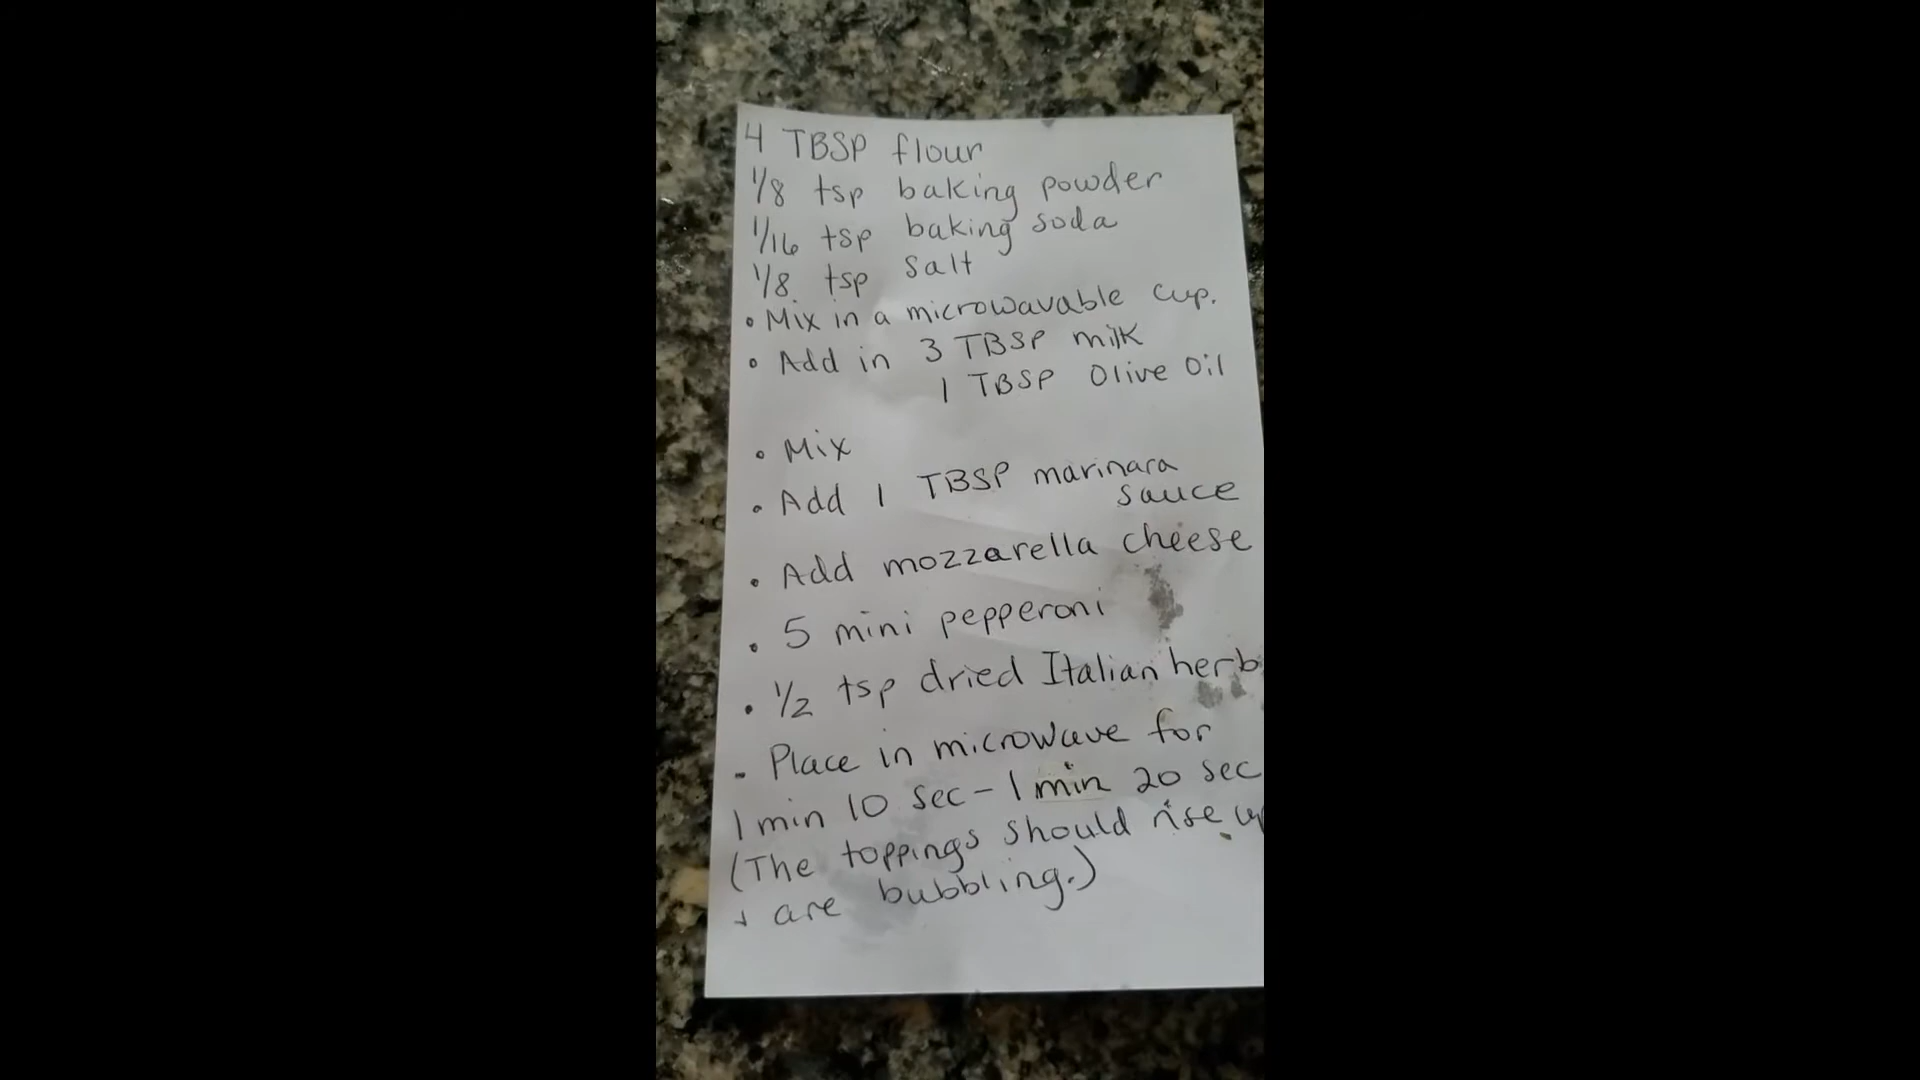 4 TBSP flour
1/8 tsp baking powder
1/16 tsp baking soda
1/8 tsp salt
• Mix in a microwavable cup.
• Add in 3 TBSP milk
1 TBSP Olive Oil
• Mix
• Add 1 TBSP marinara
sauce
• Add mozzarella cheese
• 5 mini pepperoni
• 1/2 tsp dried Italian herb
- Place in microwave for
1 min 10 sec - 1 min 20 sec
(The toppings should rise up
+ are bubbling.)